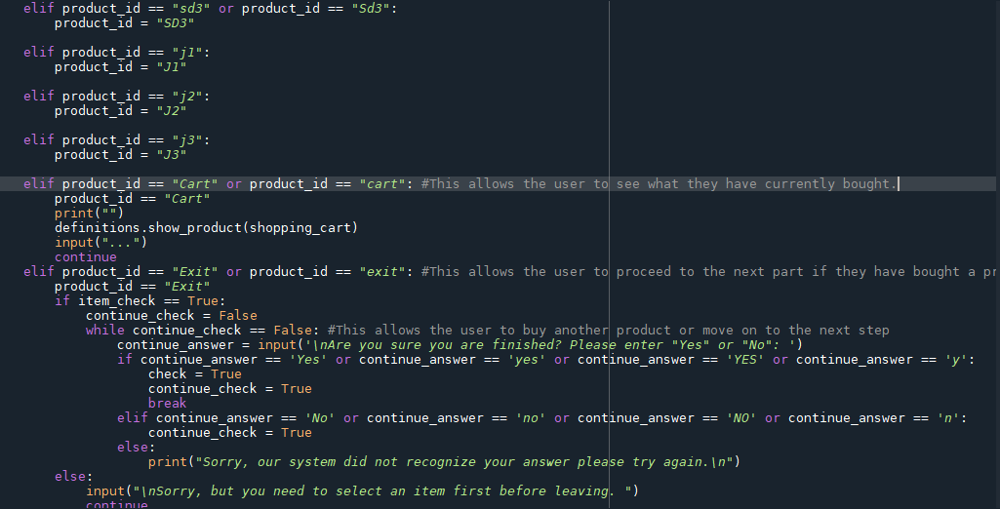 elif product_id == "sd3" or product_id == "Sd3":
product_id = "SD3"
elif product_id == "j1":
product_id = "J1"
elif product_id == "j2":
product_id = "J2"
elif product_id == "j3":
product_id = "J3"
elif product_id == "Cart" or product_id == "cart": #This allows the user to see what they have currently bought.
product_id == "Cart"
print("")
definitions.show_product(shopping_cart)
input("...")
continue
elif product_id == "Exit" or product_id == "exit": #This allows the user to proceed to the next part if they have bought a pr
product_id == "Exit"
if item_check == True:
continue_check = False
while continue_check == False: #This allows the user to buy another product or move on to the next step
continue_answer = input('\nAre you sure you are finished? Please enter "Yes" or "No": ')
if continue_answer == 'Yes' or continue_answer == 'yes' or continue_answer == 'YES' or continue_answer == 'y':
check = True
continue_check = True
break
elif continue_answer == 'No' or continue_answer == 'no' or continue_answer == 'NO' or continue_answer == 'n':
continue_check = True
else:
print("Sorry, our system did not recognize your answer please try again.\n")
else:
input("\nSorry, but you need to select an item first before leaving. ")
continue